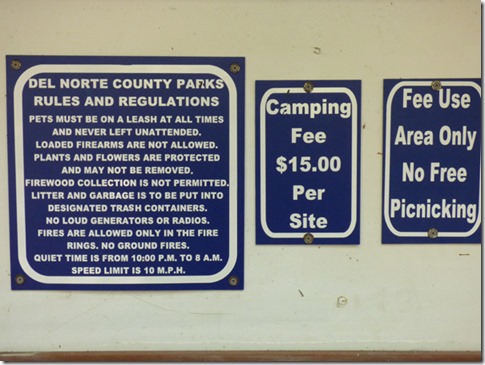 DEL NORTE COUNTY PARKS
RULES AND REGULATIONS
PETS MUST BE ON A LEASH AT ALL TIMES
AND NEVER LEFT UNATTENDED.
LOADED FIREARMS ARE NOT ALLOWED.
PLANTS AND FLOWERS ARE PROTECTED
AND MAY NOT BE REMOVED.
FIREWOOD COLLECTION IS NOT PERMITTED.
LITTER AND GARBAGE IS TO BE PUT INTO
DESIGNATED TRASH CONTAINERS.
NO LOUD GENERATORS OR RADIOS.
FIRES ARE ALLOWED ONLY IN THE FIRE
RINGS. NO GROUND FIRES.
QUIET TIME IS FROM 10:00 P.M. TO 8 A.M.
SPEED LIMIT IS 10 M.P.H.
Camping
Fee
$15.00
Per
Site
Fee Use
Area Only
No Free
Picnicking